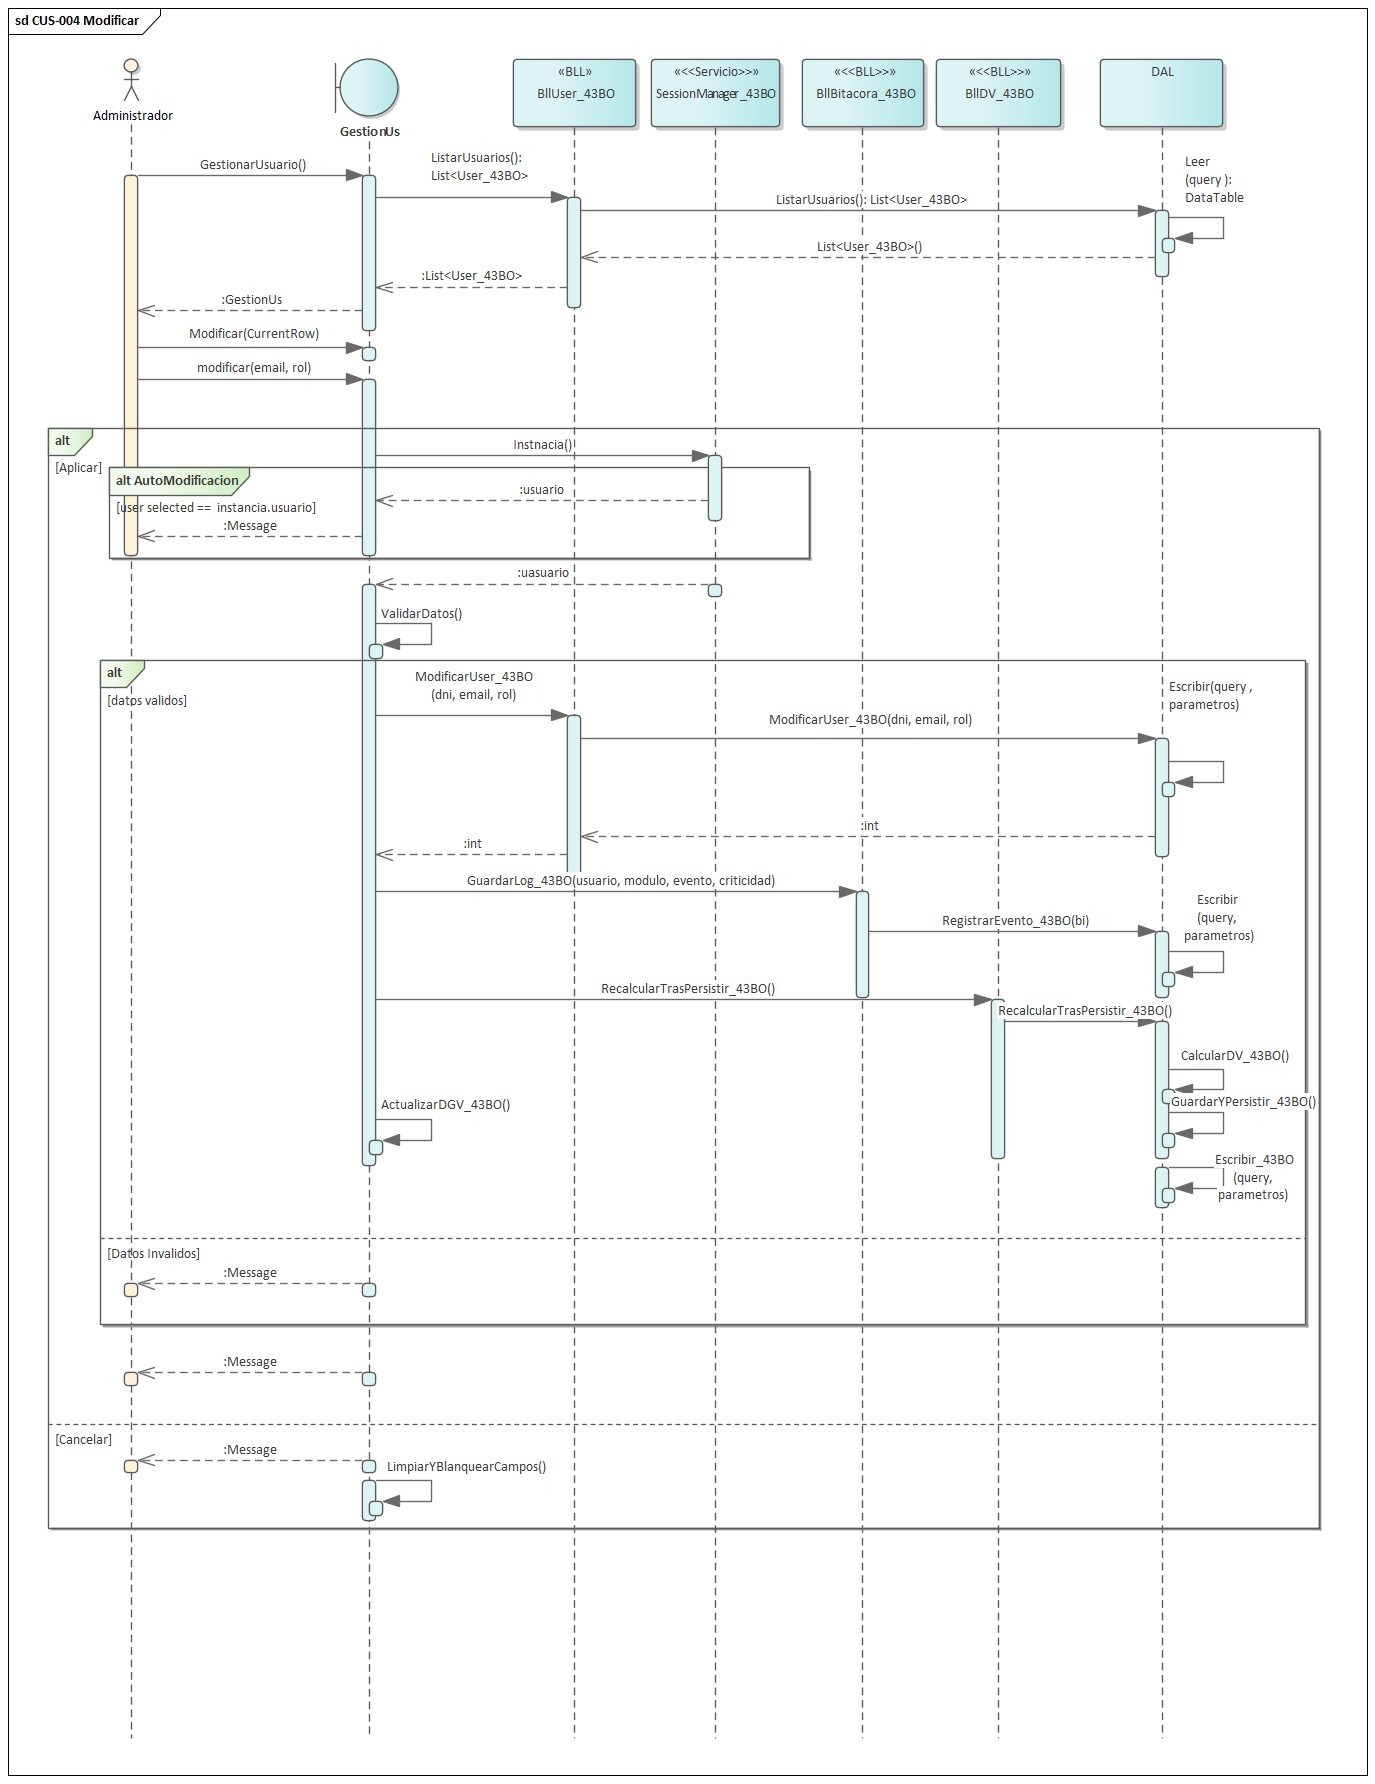 sd CUS-004 Modificar
Administrador
GestionUs
«BLL»
BllUser_43BO
«<Servicio>»
SessionManager_43BO
«<BLL>»
BllBitacora_43BO
«<BLL>»
BllDV_43BO
DAL
GestionarUsuario()
ListarUsuarios():
List<User_43BO>
Leer
(query ):
DataTable
ListarUsuarios(): List<User_43BO>
List<User_43BO>()
:List<User_43BO>
:GestionUs
Modificar(CurrentRow)
modificar(email, rol)
alt
[Aplicar]
Instnacia()
alt AutoModificacion
:usuario
[user selected == instancia.usuario]
:Message
:uasuario
ValidarDatos()
alt
[datos validos]
ModificarUser_43BO
(dni, email, rol)
Escribir(query ,
parametros)
ModificarUser_43BO(dni, email, rol)
:int
:int
GuardarLog_43BO(usuario, modulo, evento, criticidad)
Escribir
(query,
parametros)
RegistrarEvento_43BO(bi)
RecalcularTrasPersistir_43BO()
RecalcularTrasPersistir_43BO()
CalcularDV_43BO()
GuardarYPersistir_43BO()
ActualizarDGV_43BO()
Escribir_43BO
(query,
parametros)
[Datos Invalidos]
:Message
:Message
[Cancelar]
:Message
LimpiarYBlanquearCampos()